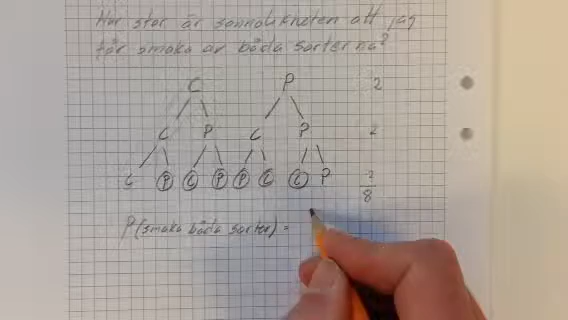 Hur stor är sannolikheten att jag
får smaka av båda sorterna?
C P 2
C P C P 2
C P C P P C C P 2
8
P(smaka båda sorter) =